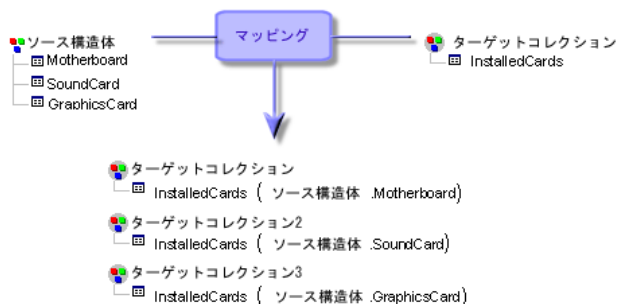 ソース構造体
Motherboard
SoundCard
GraphicsCard
マッピング
ターゲットコレクション
InstalledCards
ターゲットコレクション
InstalledCards ( ソース構造体 .Motherboard)
ターゲットコレクション2
InstalledCards ( ソース構造体 .SoundCard)
ターゲットコレクション3
InstalledCards ( ソース構造体 .GraphicsCard)